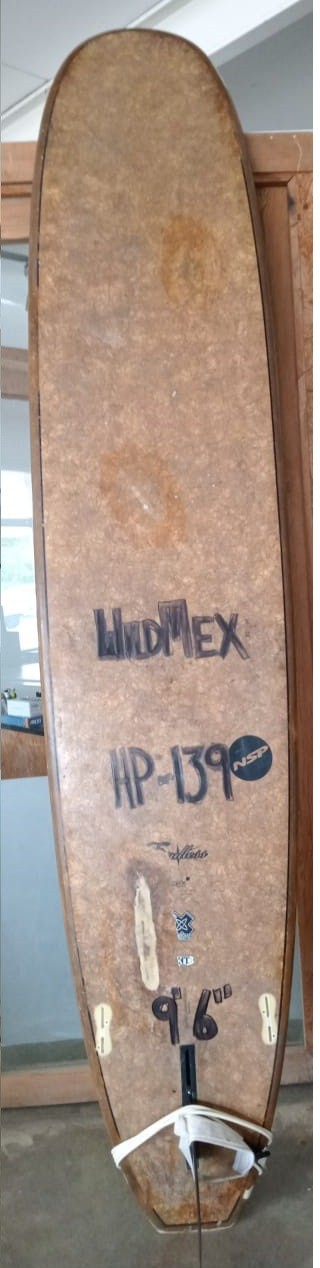 WILDMEX
HP-139
NSP
9'6"